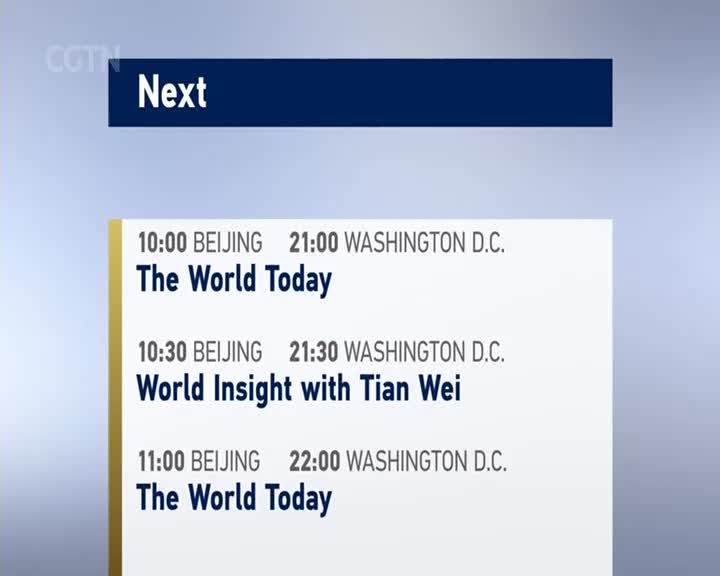 CGTN
Next
10:00 BEIJING 21:00 WASHINGTON D.C.
The World Today
10:30 BEIJING 21:30 WASHINGTON D.C.
World Insight with Tian Wei
11:00 BEIJING 22:00 WASHINGTON D.C.
The World Today